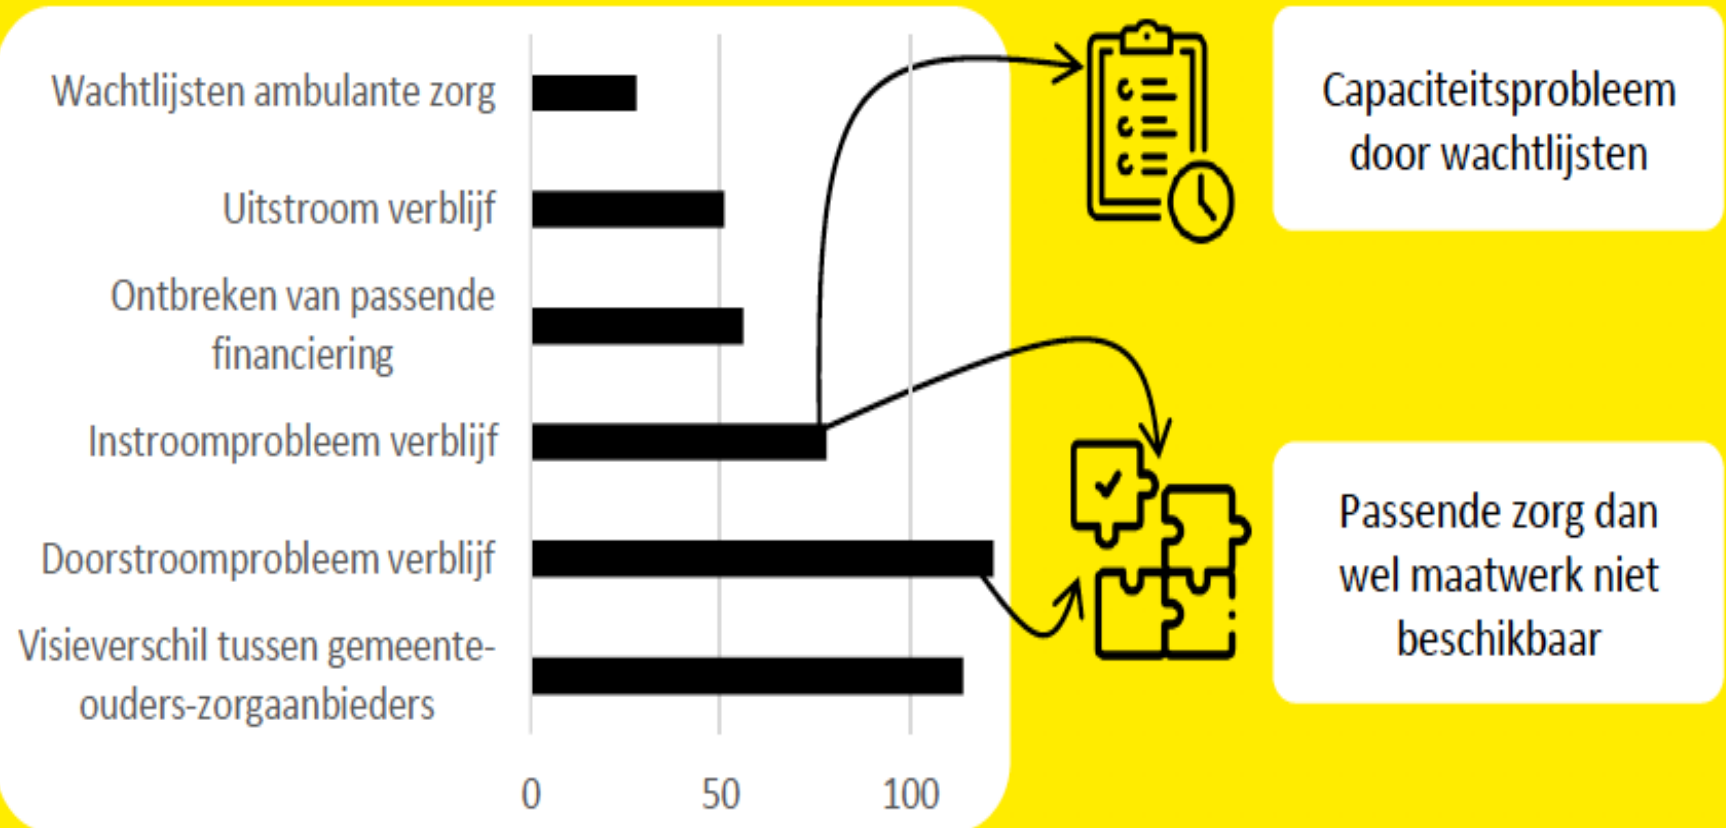 Wachtlijsten ambulante zorg
Uitstroom verblijf
Ontbreken van passende
financiering
Instroomprobleem verblijf
Doorstroomprobleem verblijf
Visieverschil tussen gemeente-
ouders-zorgaanbieders
0 50 100
Capaciteitsprobleem
door wachtlijsten
Passende zorg dan
wel maatwerk niet
beschikbaar